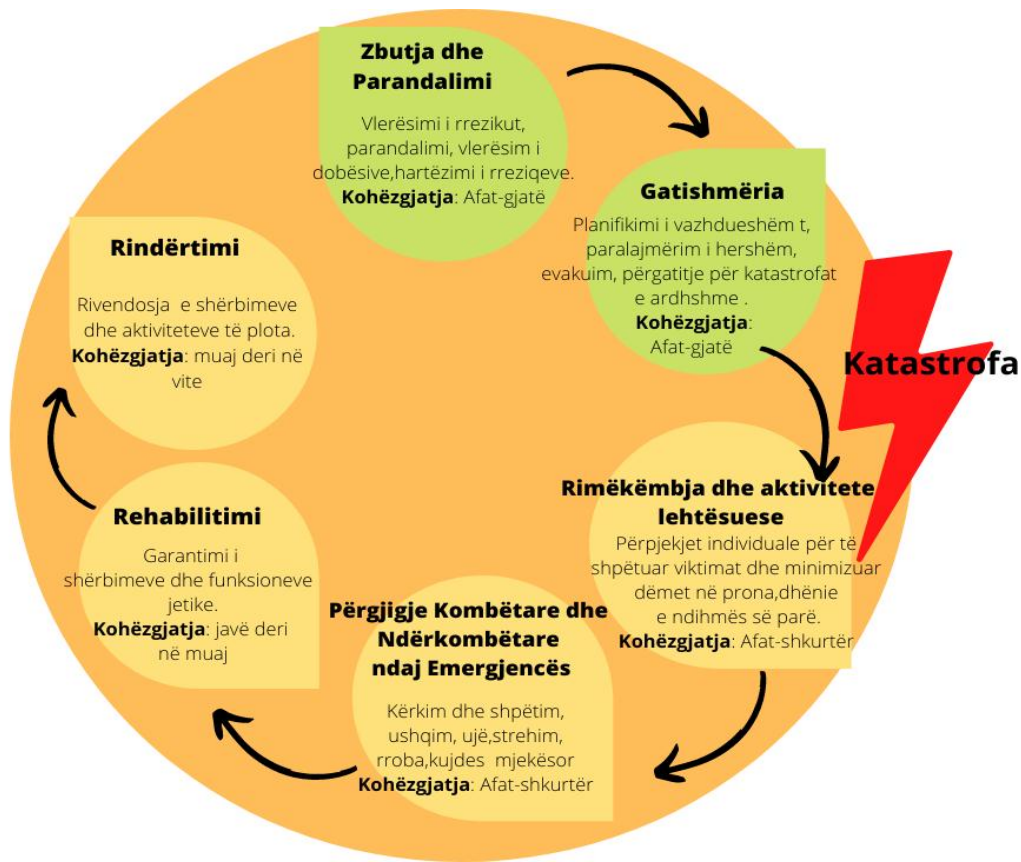 Zbutja dhe
Parandalimi
Vlerësimi i rrezikut,
parandalimi, vlerësim i
dobësive,hartëzimi i rreziqeve.
Kohëzgjatja: Afat-gjatë
Gatishmëria
Planifikimi i vazhdueshëm t,
paralajmërim i hershëm,
evakuim, përgatitje për katastrofat
e ardhshme .
Kohëzgjatja:
Afat-gjatë
Katastrofa
Rimëkëmbja dhe aktivitete
lehtësuese
Përpjekjet individuale për të
shpëtuar viktimat dhe minimizuar
dëmet në prona,dhënie
e ndihmës së parë.
Kohëzgjatja: Afat-shkurtër
Përgjigje Kombëtare dhe
Ndërkombëtare
ndaj Emergjencës
Kërkim dhe shpëtim,
ushqim, ujë,strehim,
rroba,kujdes mjekësor
Kohëzgjatja: Afat-shkurtër
Rehabilitimi
Garantimi i
shërbimeve dhe funksioneve
jetike.
Kohëzgjatja: javë deri
në muaj
Rindërtimi
Rivendosja e shërbimeve
dhe aktiviteteve të plota.
Kohëzgjatja: muaj deri në
vite